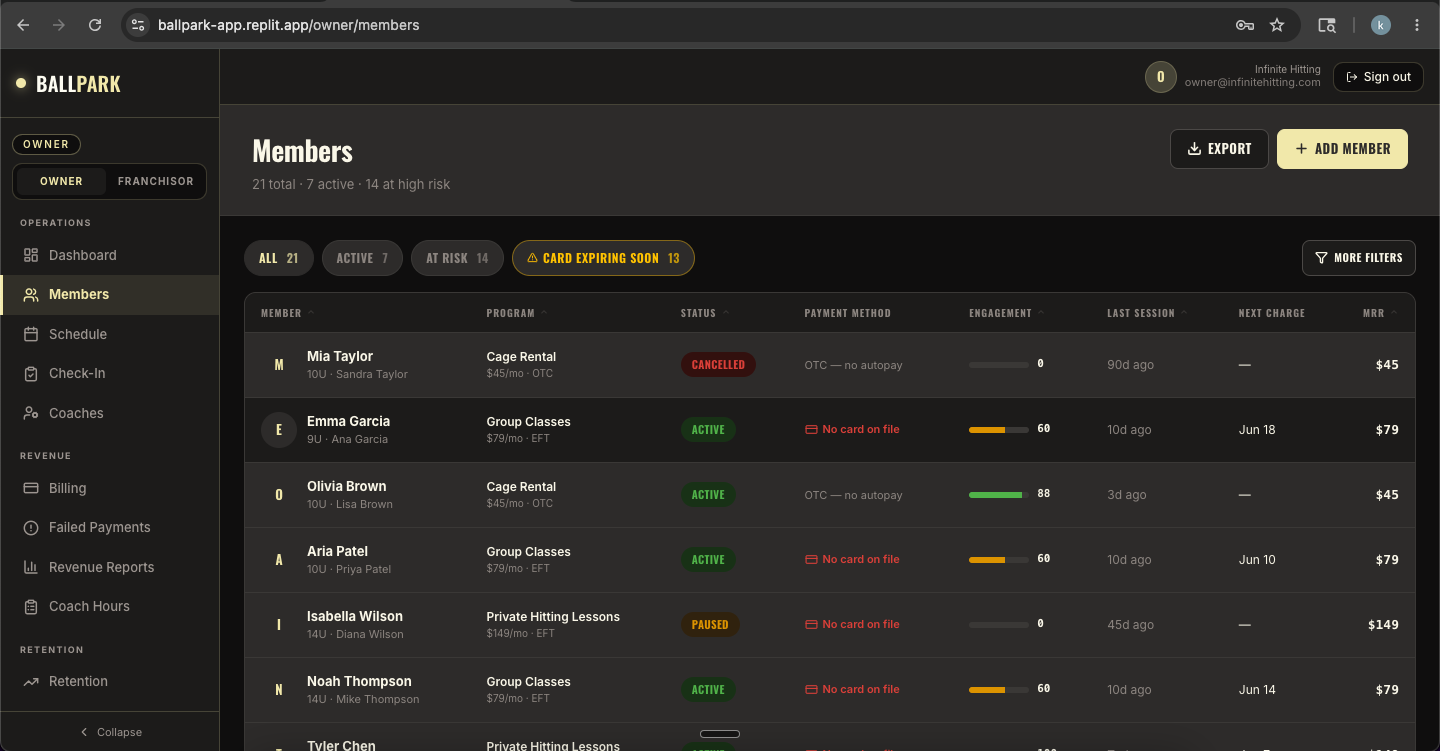 ballpark-app.replit.app/owner/members
k
BALLPARK
O
Infinite Hitting
owner@infinitehitting.com
Sign out
OWNER
OWNER FRANCHISOR
OPERATIONS
Dashboard
Members
Schedule
Check-In
Coaches
REVENUE
Billing
Failed Payments
Revenue Reports
Coach Hours
RETENTION
Retention
Collapse
Members
21 total · 7 active · 14 at high risk
EXPORT
+ ADD MEMBER
ALL 21
ACTIVE 7
AT RISK 14
CARD EXPIRING SOON 13
MORE FILTERS
MEMBER PROGRAM STATUS PAYMENT METHOD ENGAGEMENT LAST SESSION NEXT CHARGE MRR
M Mia Taylor Cage Rental CANCELLED OTC — no autopay 0 90d ago — $45
10U · Sandra Taylor $45/mo · OTC
E Emma Garcia Group Classes ACTIVE No card on file 60 10d ago Jun 18 $79
9U · Ana Garcia $79/mo · EFT
O Olivia Brown Cage Rental ACTIVE OTC — no autopay 88 3d ago — $45
10U · Lisa Brown $45/mo · OTC
A Aria Patel Group Classes ACTIVE No card on file 60 10d ago Jun 10 $79
10U · Priya Patel $79/mo · EFT
I Isabella Wilson Private Hitting Lessons PAUSED No card on file 0 45d ago — $149
14U · Diana Wilson $149/mo · EFT
N Noah Thompson Group Classes ACTIVE No card on file 60 10d ago Jun 14 $79
14U · Mike Thompson $79/mo · EFT
Tyler Chen Private Hitting Lessons